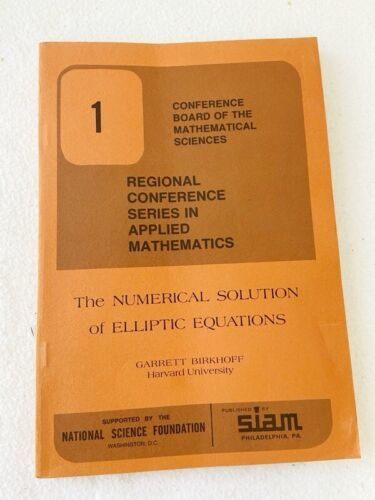 1
CONFERENCE
BOARD OF THE
MATHEMATICAL
SCIENCES
REGIONAL
CONFERENCE
SERIES IN
APPLIED
MATHEMATICS
The NUMERICAL SOLUTION
of ELLIPTIC EQUATIONS
GARRETT BIRKHOFF
Harvard University
SUPPORTED BY THE
NATIONAL SCIENCE FOUNDATION
WASHINGTON, D.C.
PUBLISHED BY
siam
PHILADELPHIA, PA.